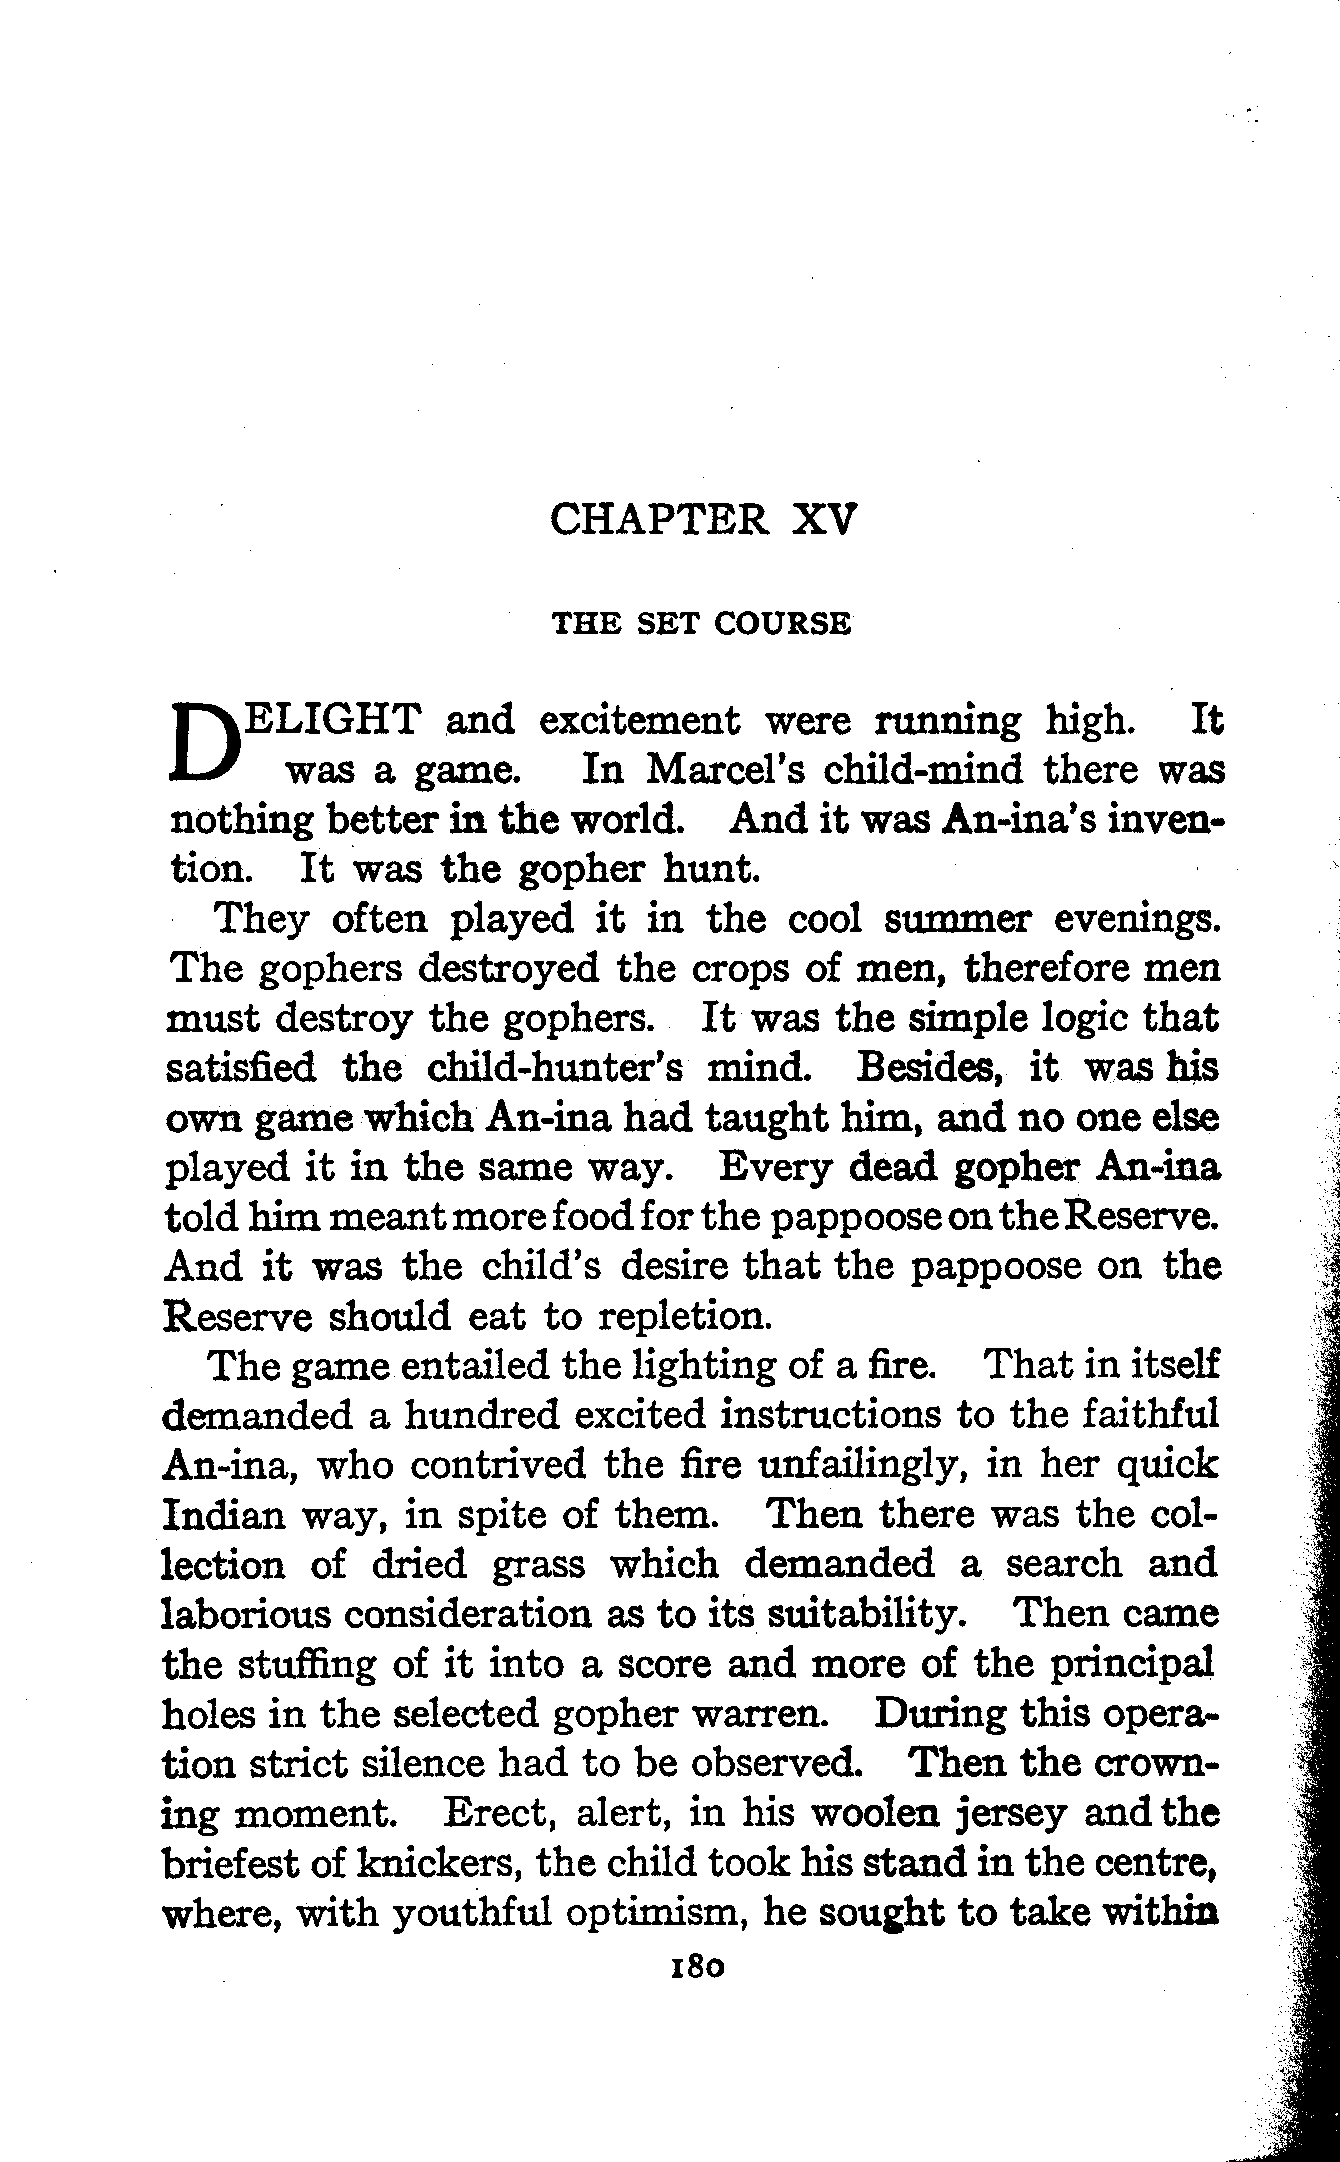 CHAPTER XV
THE SET COURSE
DELIGHT and excitement were running high. It
was a game. In Marcel's child-mind there was
nothing better in the world. And it was An-ina's inven-
tion. It was the gopher hunt.
They often played it in the cool summer evenings.
The gophers destroyed the crops of men, therefore men
must destroy the gophers. It was the simple logic that
satisfied the child-hunter's mind. Besides, it was his
own game which An-ina had taught him, and no one else
played it in the same way. Every dead gopher An-ina
told him meant more food for the pappoose on the Reserve.
And it was the child's desire that the pappoose on the
Reserve should eat to repletion.
The game entailed the lighting of a fire. That in itself
demanded a hundred excited instructions to the faithful
An-ina, who contrived the fire unfailingly, in her quick
Indian way, in spite of them. Then there was the col-
lection of dried grass which demanded a search and
laborious consideration as to its suitability. Then came
the stuffing of it into a score and more of the principal
holes in the selected gopher warren. During this opera-
tion strict silence had to be observed. Then the crown-
ing moment. Erect, alert, in his woolen jersey and the
briefest of knickers, the child took his stand in the centre,
where, with youthful optimism, he sought to take within
180